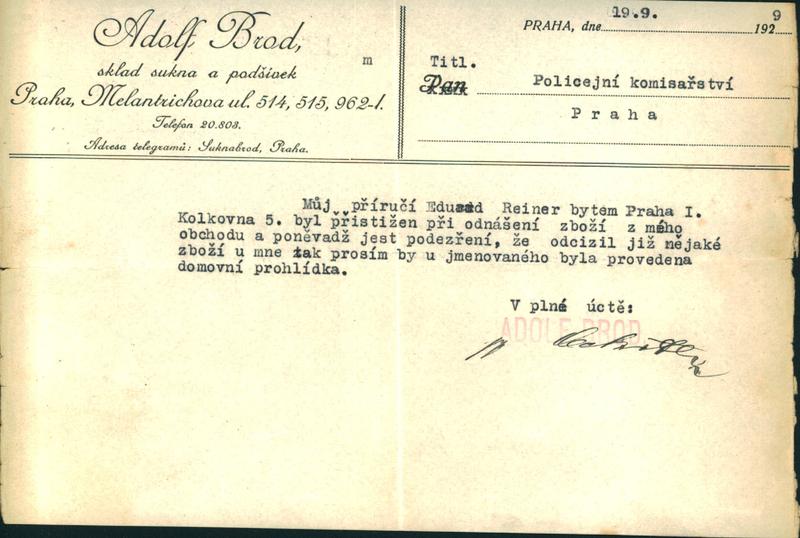 Adolf Brod,
sklad sukna a podšívek
Praha, Melantrichova ul. 514, 515, 962-I.
Telefon 20.803.
Adresa telegramů: Suknabrod, Praha.
m
PRAHA, dne 19.9. 1929
Titl.
Pan Policejní komisařství
Praha
Můj příručí Eduard Reiner bytem Praha I.
Kolkovna 5. byl přistižen při odnášení zboží z mého
obchodu a poněvadž jest podezření, že odcizil již nějaké
zboží u mne tak prosím by u jmenovaného byla provedena
domovní prohlídka.
V plné úctě:
ADOLF BROD